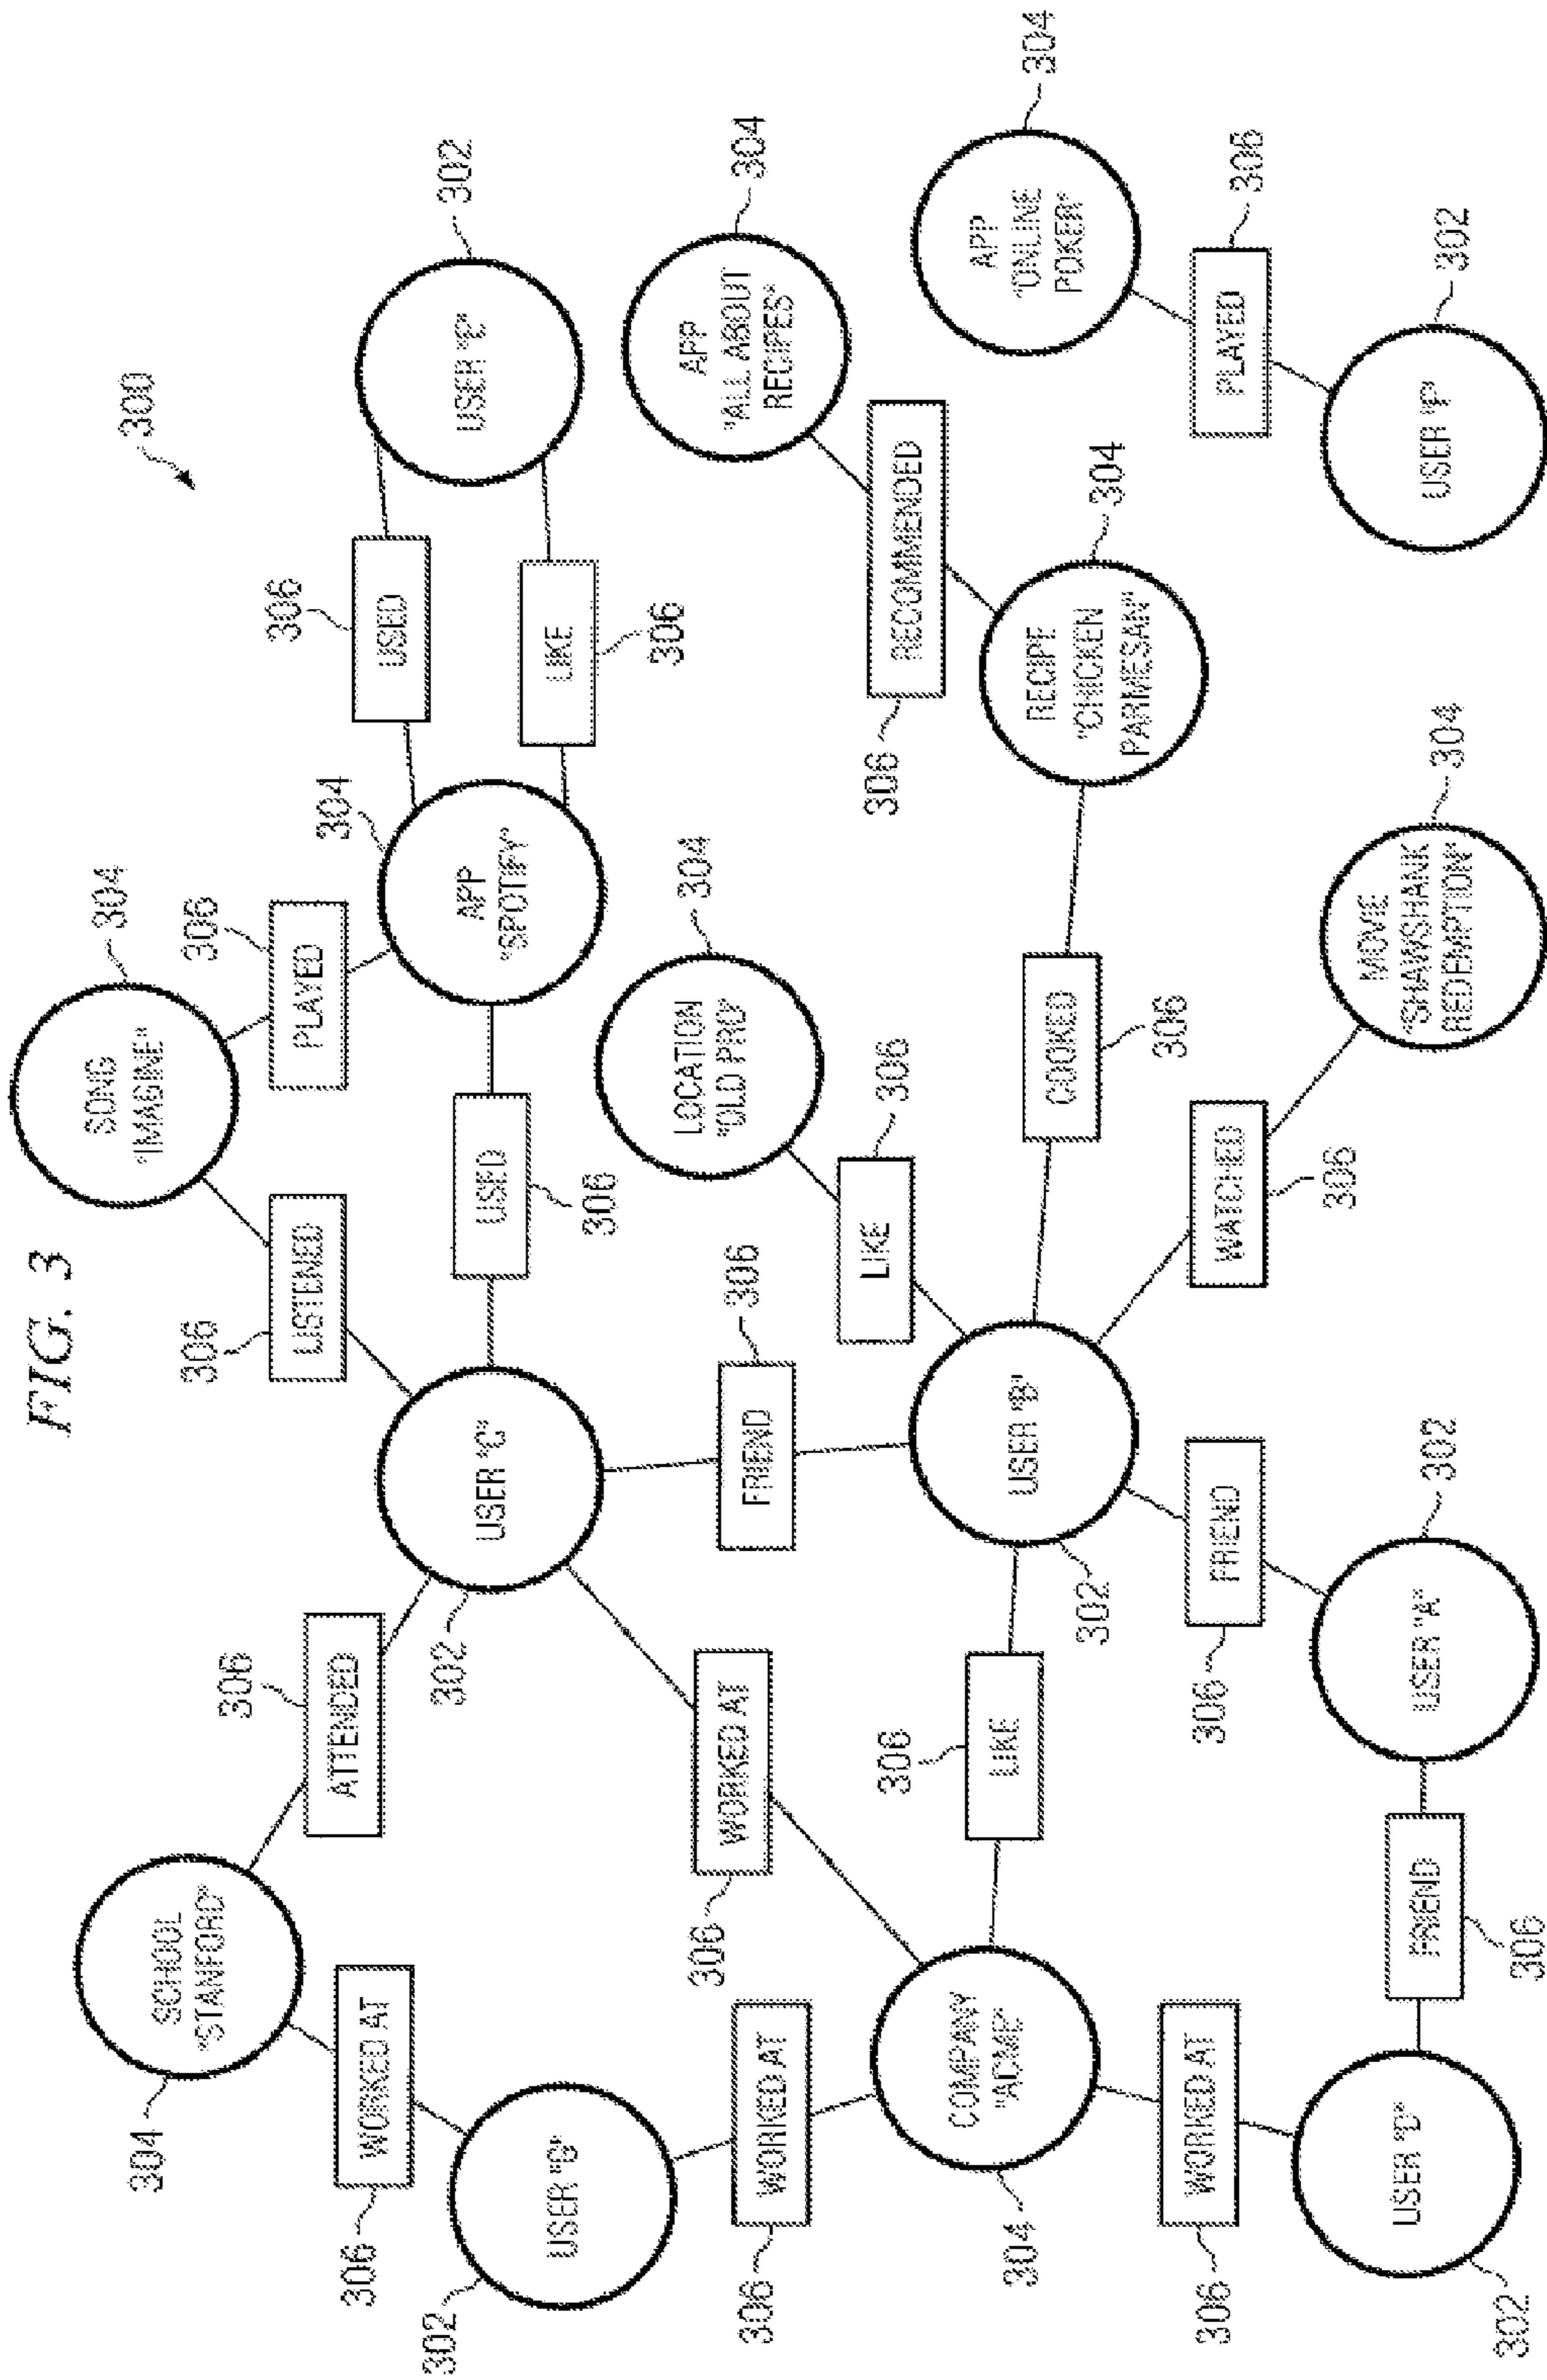 FIG. 3
300
304
SONG
"IMAGINE"
306
LISTENED
306
PLAYED
304
SCHOOL
"STANFORD"
306
ATTENDED
306
WORKED AT
302
USER "G"
302
USER "C"
USED
306
304
APP
"SPOTIFY"
306
USED
LIKE
306
302
USER "E"
306
WORKED AT
306
WORKED AT
FRIEND
306
LOCATION
"OLD PRO"
304
LIKE
306
APP
"ALL ABOUT
RECIPES"
304
RECOMMENDED
306
COMPANY
"ACME"
304
306
LIKE
USER "B"
302
COOKED
306
RECIPE
"CHICKEN
PARMESAN"
304
APP
"ONLINE
POKER"
304
PLAYED
306
USER "F"
302
WORKED AT
306
FRIEND
306
WATCHED
306
MOVIE
"SHAWSHANK
REDEMPTION"
304
USER "D"
302
FRIEND
306
USER "A"
302